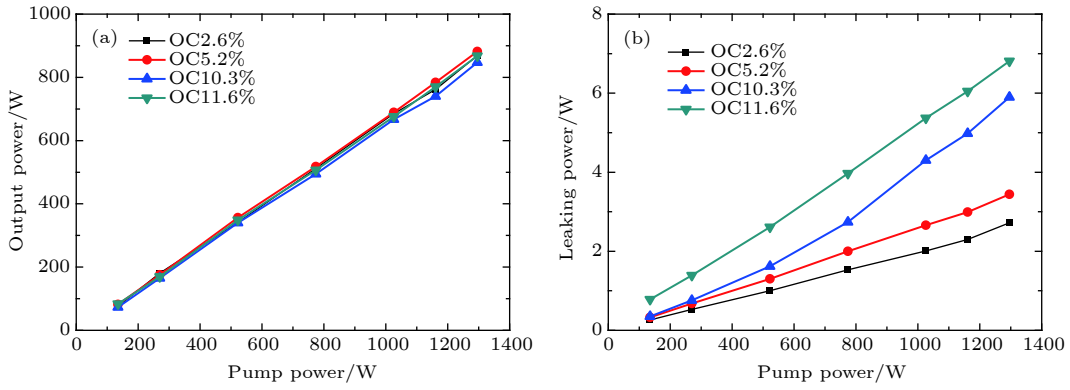 (a)
OC2.6%
OC5.2%
OC10.3%
OC11.6%
Output power/W
1000
800
600
400
200
0
0 200 400 600 800 1000 1200 1400
Pump power/W
(b)
OC2.6%
OC5.2%
OC10.3%
OC11.6%
Leaking power/W
8
6
4
2
0
0 200 400 600 800 1000 1200 1400
Pump power/W